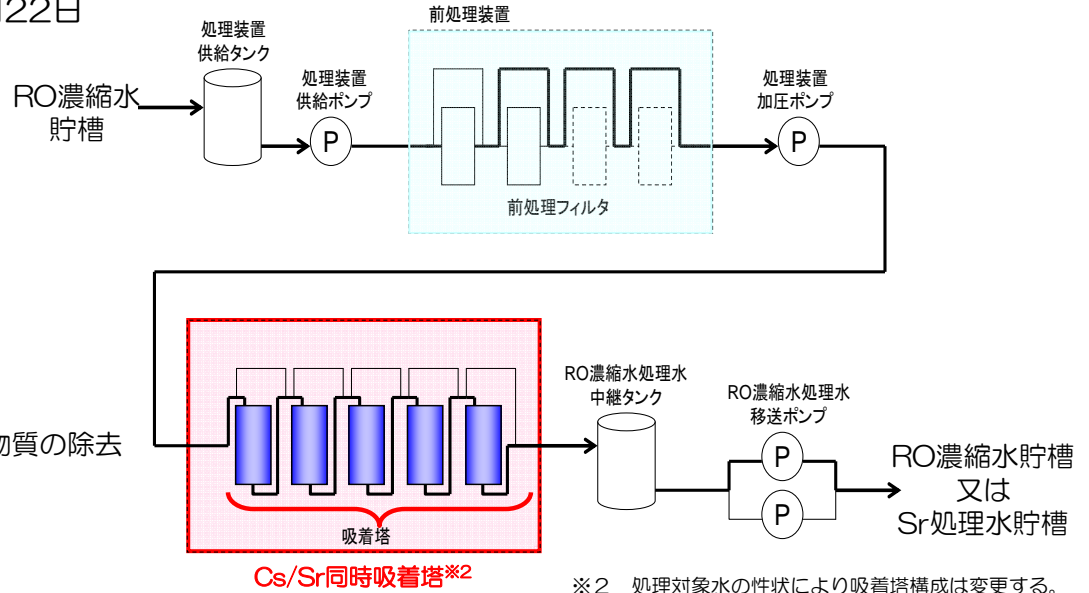 月22日
前処理装置
処理装置
供給タンク
RO濃縮水
貯槽
処理装置
供給ポンプ
P
処理装置
加圧ポンプ
P
前処理フィルタ
物質の除去
吸着塔
Cs/Sr同時吸着塔※2
RO濃縮水処理水
中継タンク
RO濃縮水処理水
移送ポンプ
P
P
RO濃縮水貯槽
又は
Sr処理水貯槽
※2 処理対象水の性状により吸着塔構成は変更する。